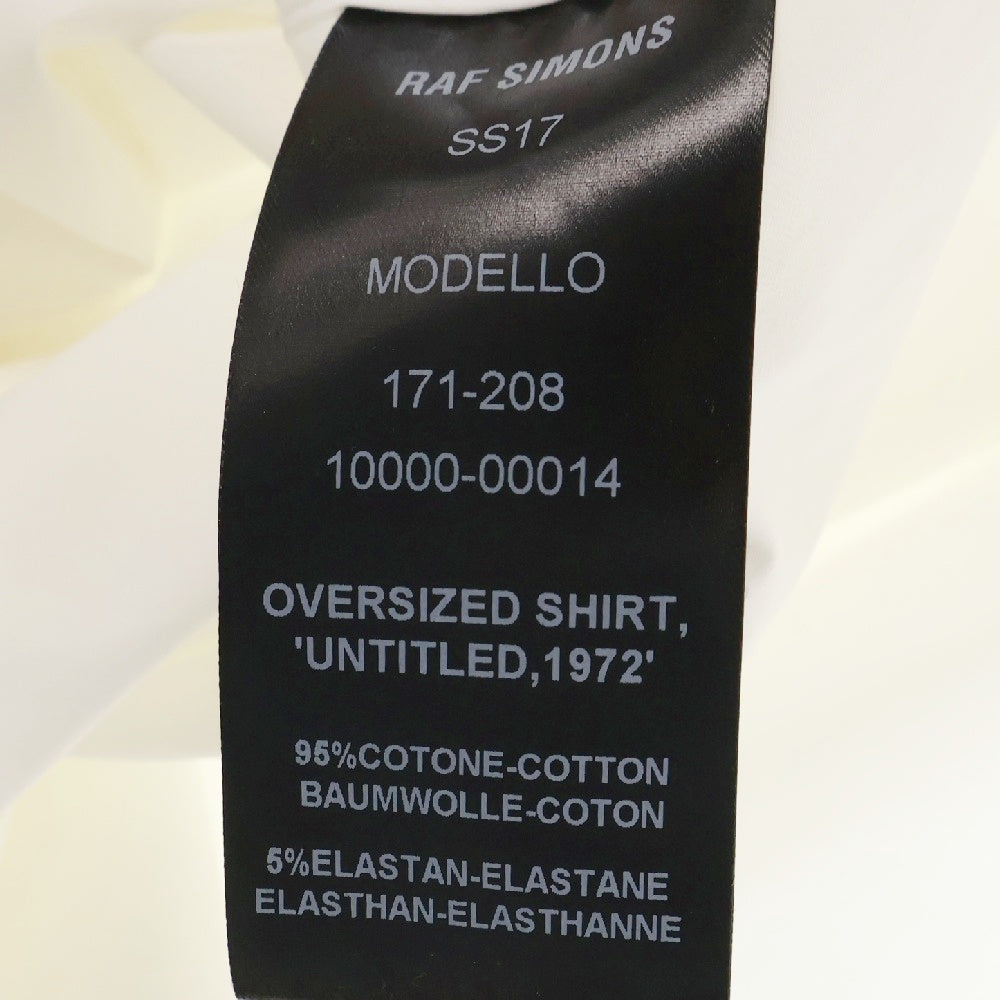 RAF SIMONS
SS17
MODELLO
171-208
10000-00014
OVERSIZED SHIRT,
'UNTITLED,1972'
95%COTONE-COTTON
BAUMWOLLE-COTON
5%ELASTAN-ELASTANE
ELASTHAN-ELASTHANNE